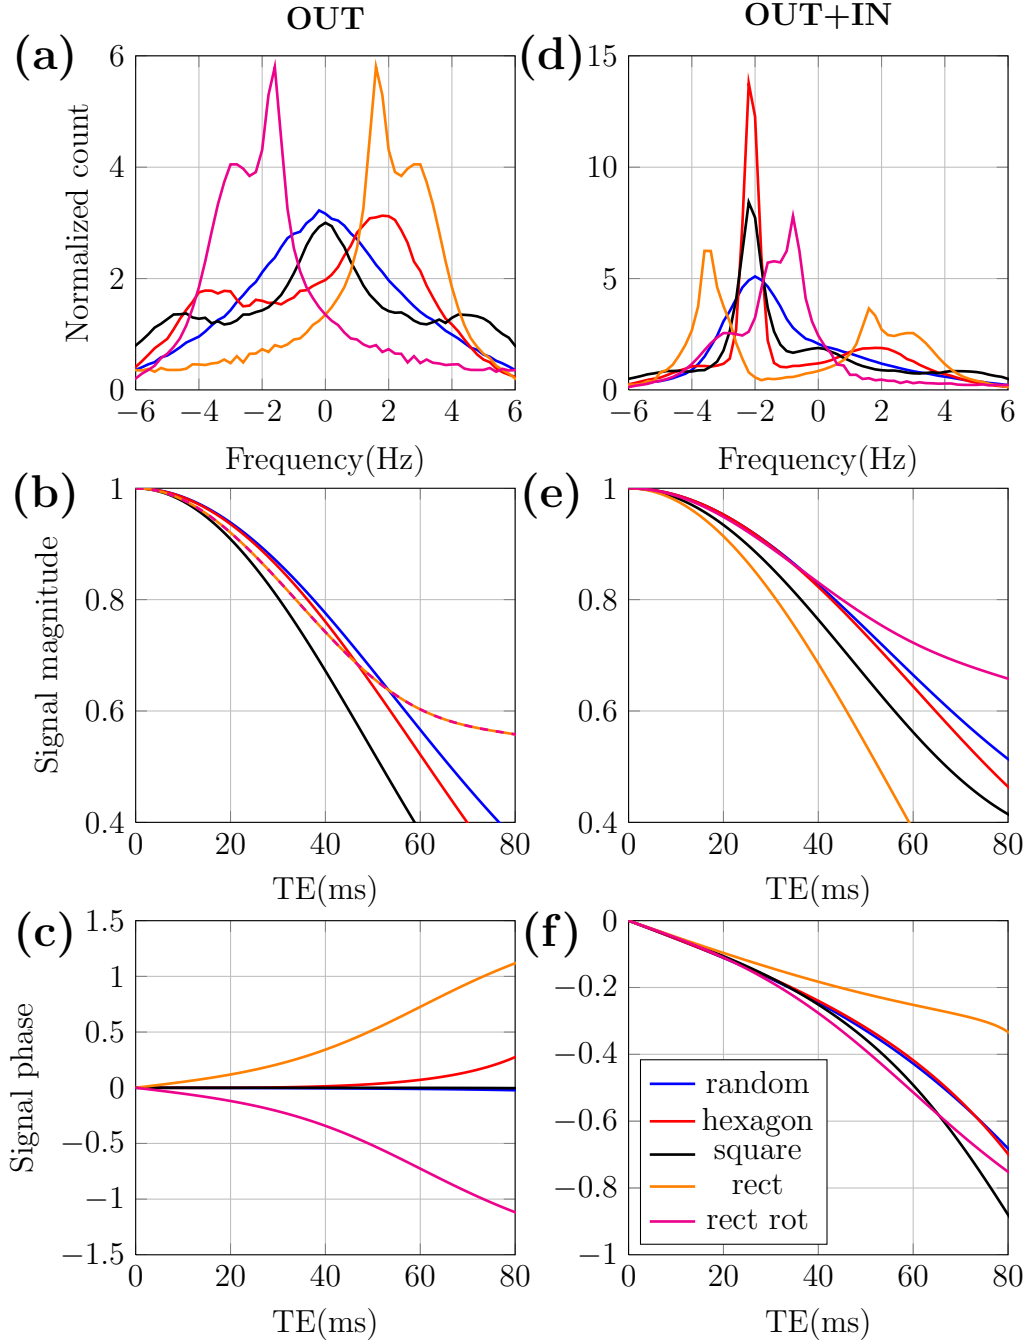 OUT
OUT+IN
(a)
(d)
6
4
2
0
Normalized count
−6
−4
−2
0
2
4
6
Frequency(Hz)
15
10
5
0
−6
−4
−2
0
2
4
6
Frequency(Hz)
(b)
(e)
1
0.8
0.6
0.4
Signal magnitude
0
20
40
60
80
TE(ms)
1
0.8
0.6
0.4
0
20
40
60
80
TE(ms)
(c)
(f)
1.5
1
0.5
0
−0.5
−1
−1.5
Signal phase
0
20
40
60
80
TE(ms)
0
−0.2
−0.4
−0.6
−0.8
−1
random
hexagon
square
rect
rect rot
0
20
40
60
80
TE(ms)